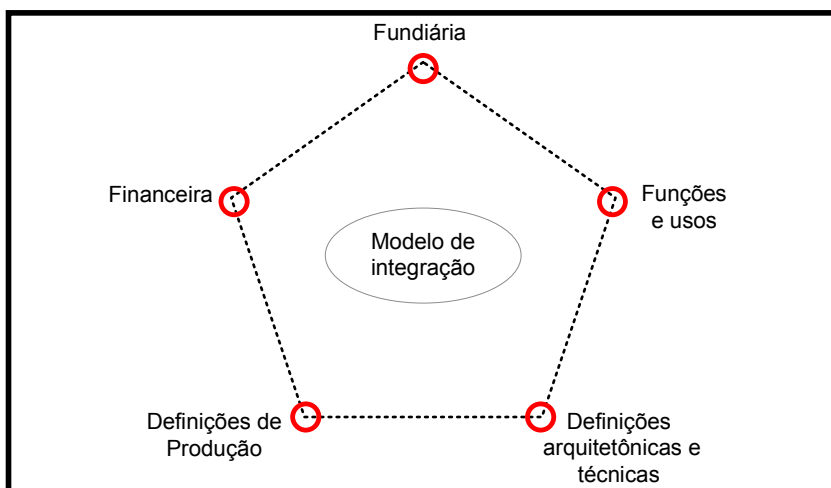 Fundiária
Financeira
Funções
e usos
Modelo de
integração
Definições de
Produção
Definições
arquitetônicas e
técnicas